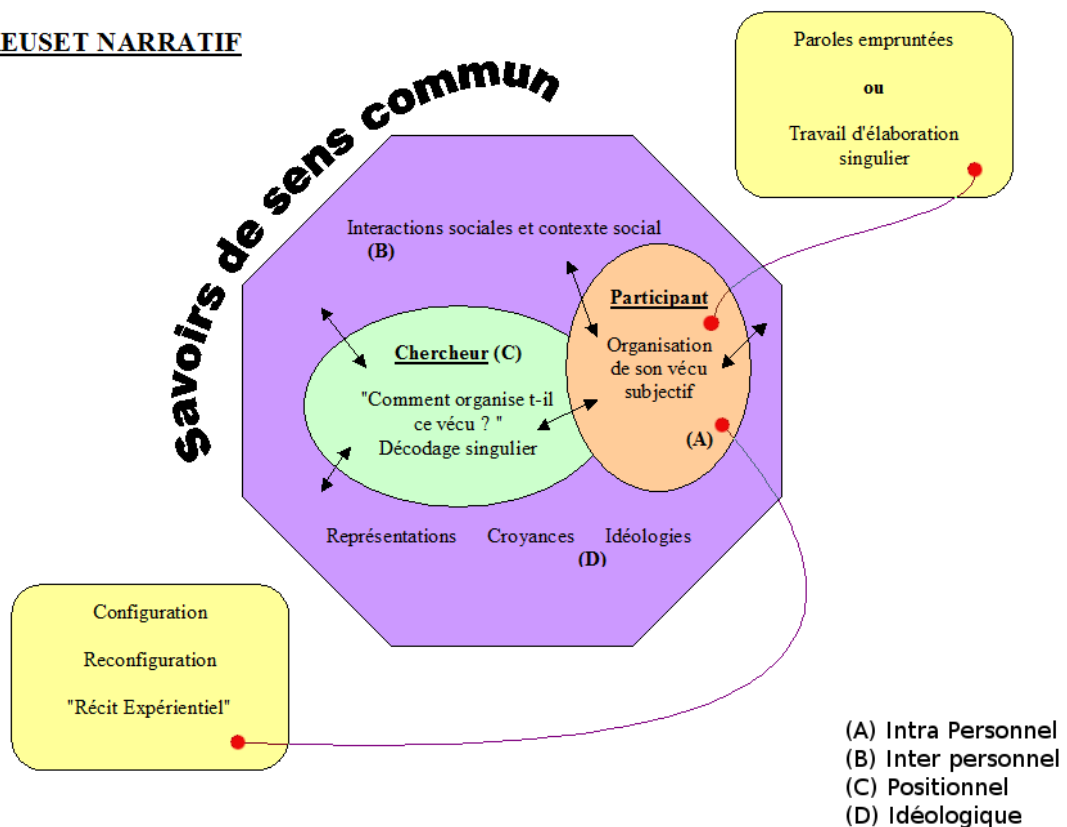 EUSET NARRATIF
Paroles empruntées
ou
Travail d'élaboration
singulier
Savoirs de sens commun
Interactions sociales et contexte social
(B)
Participant
Organisation
de son vécu
subjectif
(A)
Chercheur (C)
"Comment organise t-il
ce vécu ? "
Décodage singulier
Représentations Croyances Idéologies
(D)
Configuration
Reconfiguration
"Récit Expérientiel"
(A) Intra Personnel
(B) Inter personnel
(C) Positionnel
(D) Idéologique